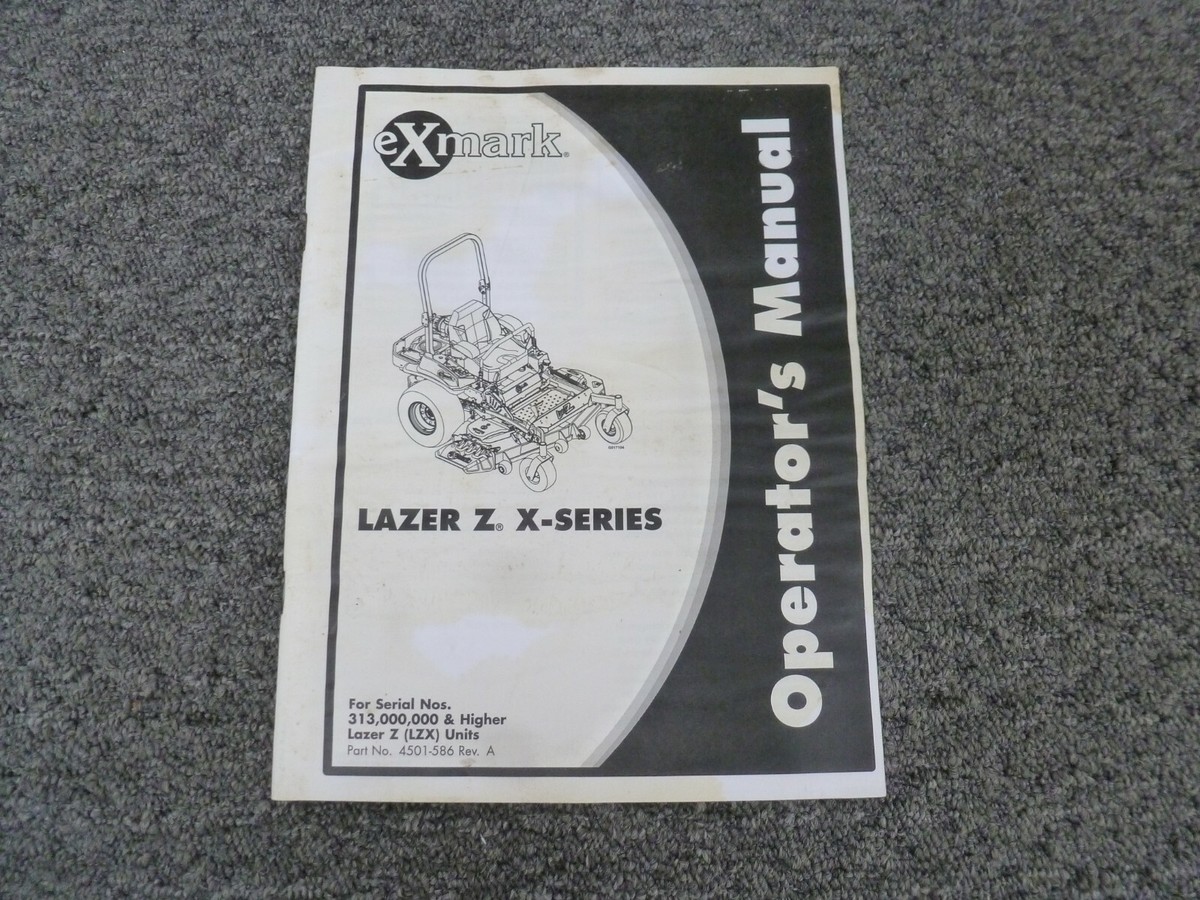 eXmark®
LAZER Z® X-SERIES
For Serial Nos.
313,000,000 & Higher
Lazer Z (LZX) Units
Part No. 4501-586 Rev. A
Operator's Manual